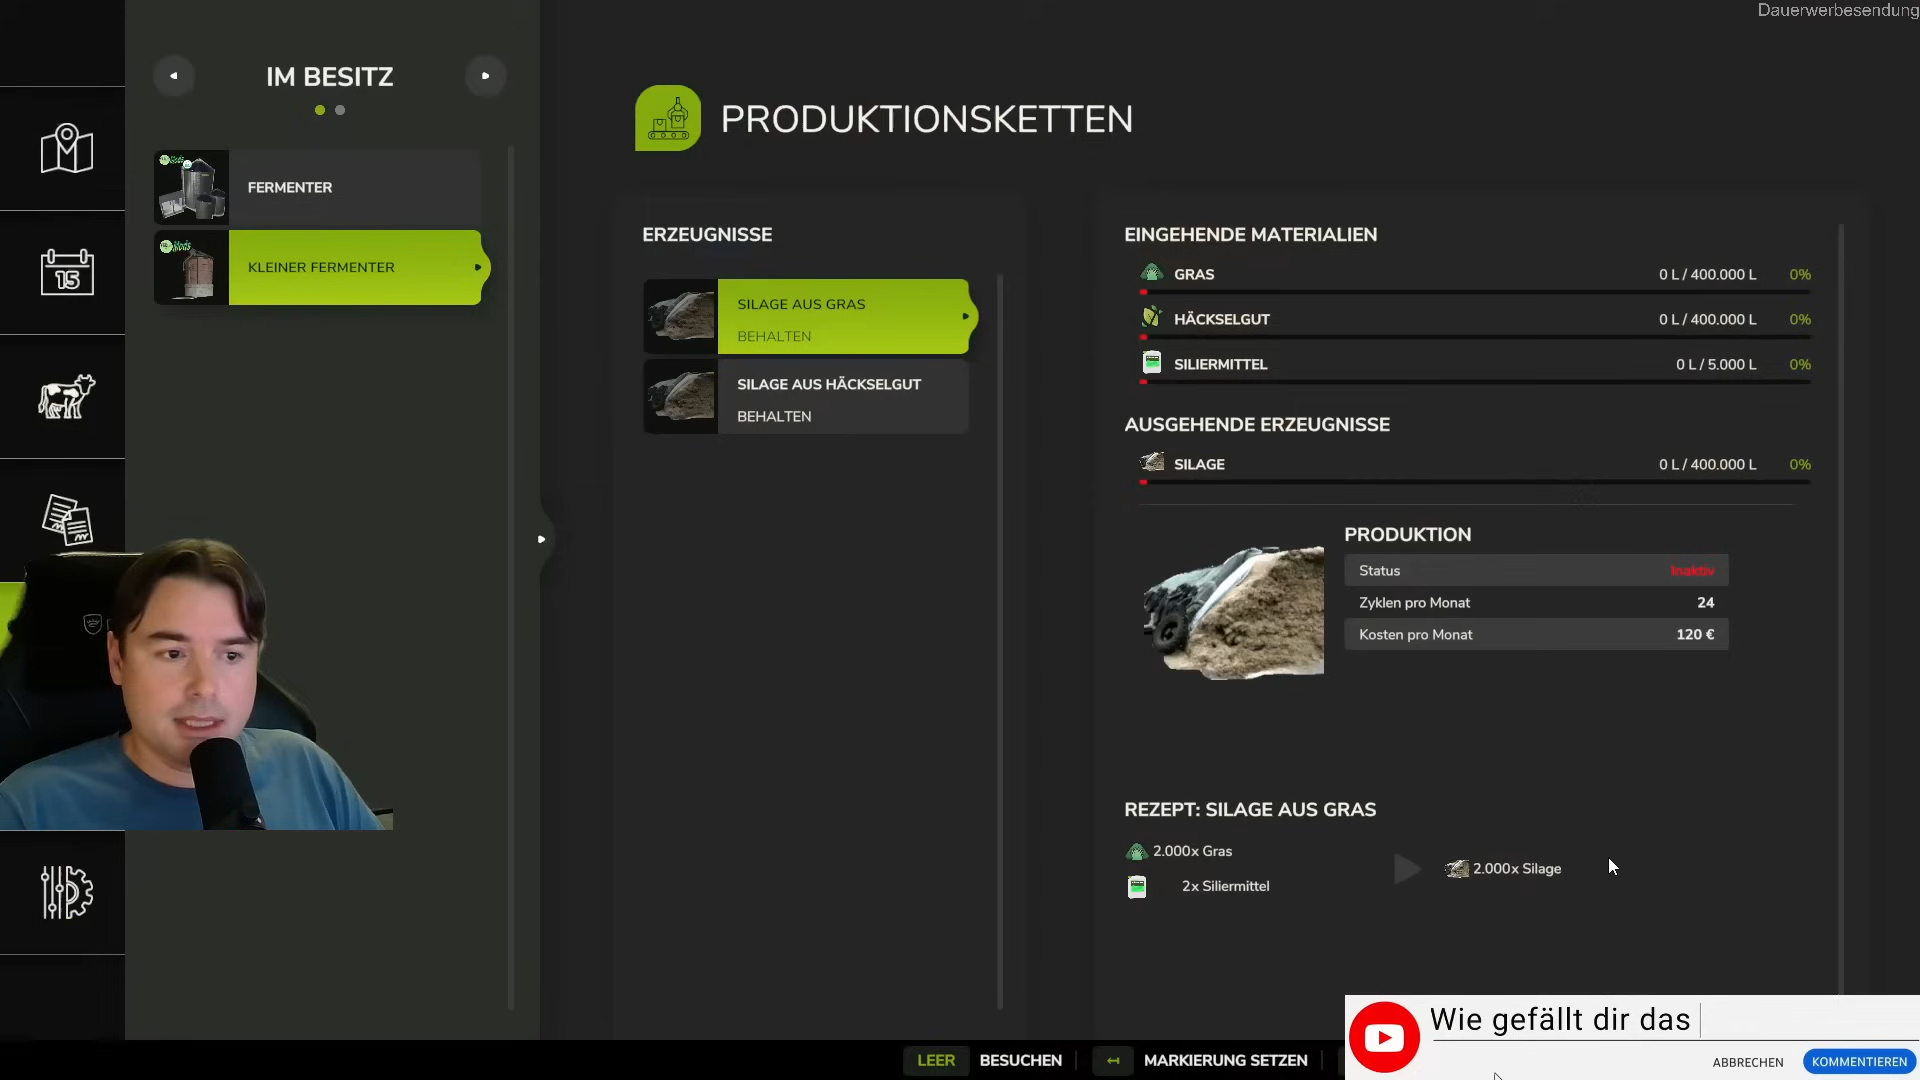 Dauerwerbesendung
IM BESITZ
FERMENTER
KLEINER FERMENTER
15
PRODUKTIONSKETTEN
ERZEUGNISSE
SILAGE AUS GRAS
BEHALTEN
SILAGE AUS HÄCKSELGUT
BEHALTEN
EINGEHENDE MATERIALIEN
GRAS 0 L / 400.000 L 0%
HÄCKSELGUT 0 L / 400.000 L 0%
SILIERMITTEL 0 L / 5.000 L 0%
AUSGEHENDE ERZEUGNISSE
SILAGE 0 L / 400.000 L 0%
PRODUKTION
Status Inaktiv
Zyklen pro Monat 24
Kosten pro Monat 120 €
REZEPT: SILAGE AUS GRAS
2.000x Gras
2x Siliermittel
2.000x Silage
LEER BESUCHEN MARKIERUNG SETZEN
Wie gefällt dir das
ABBRECHEN KOMMENTIEREN